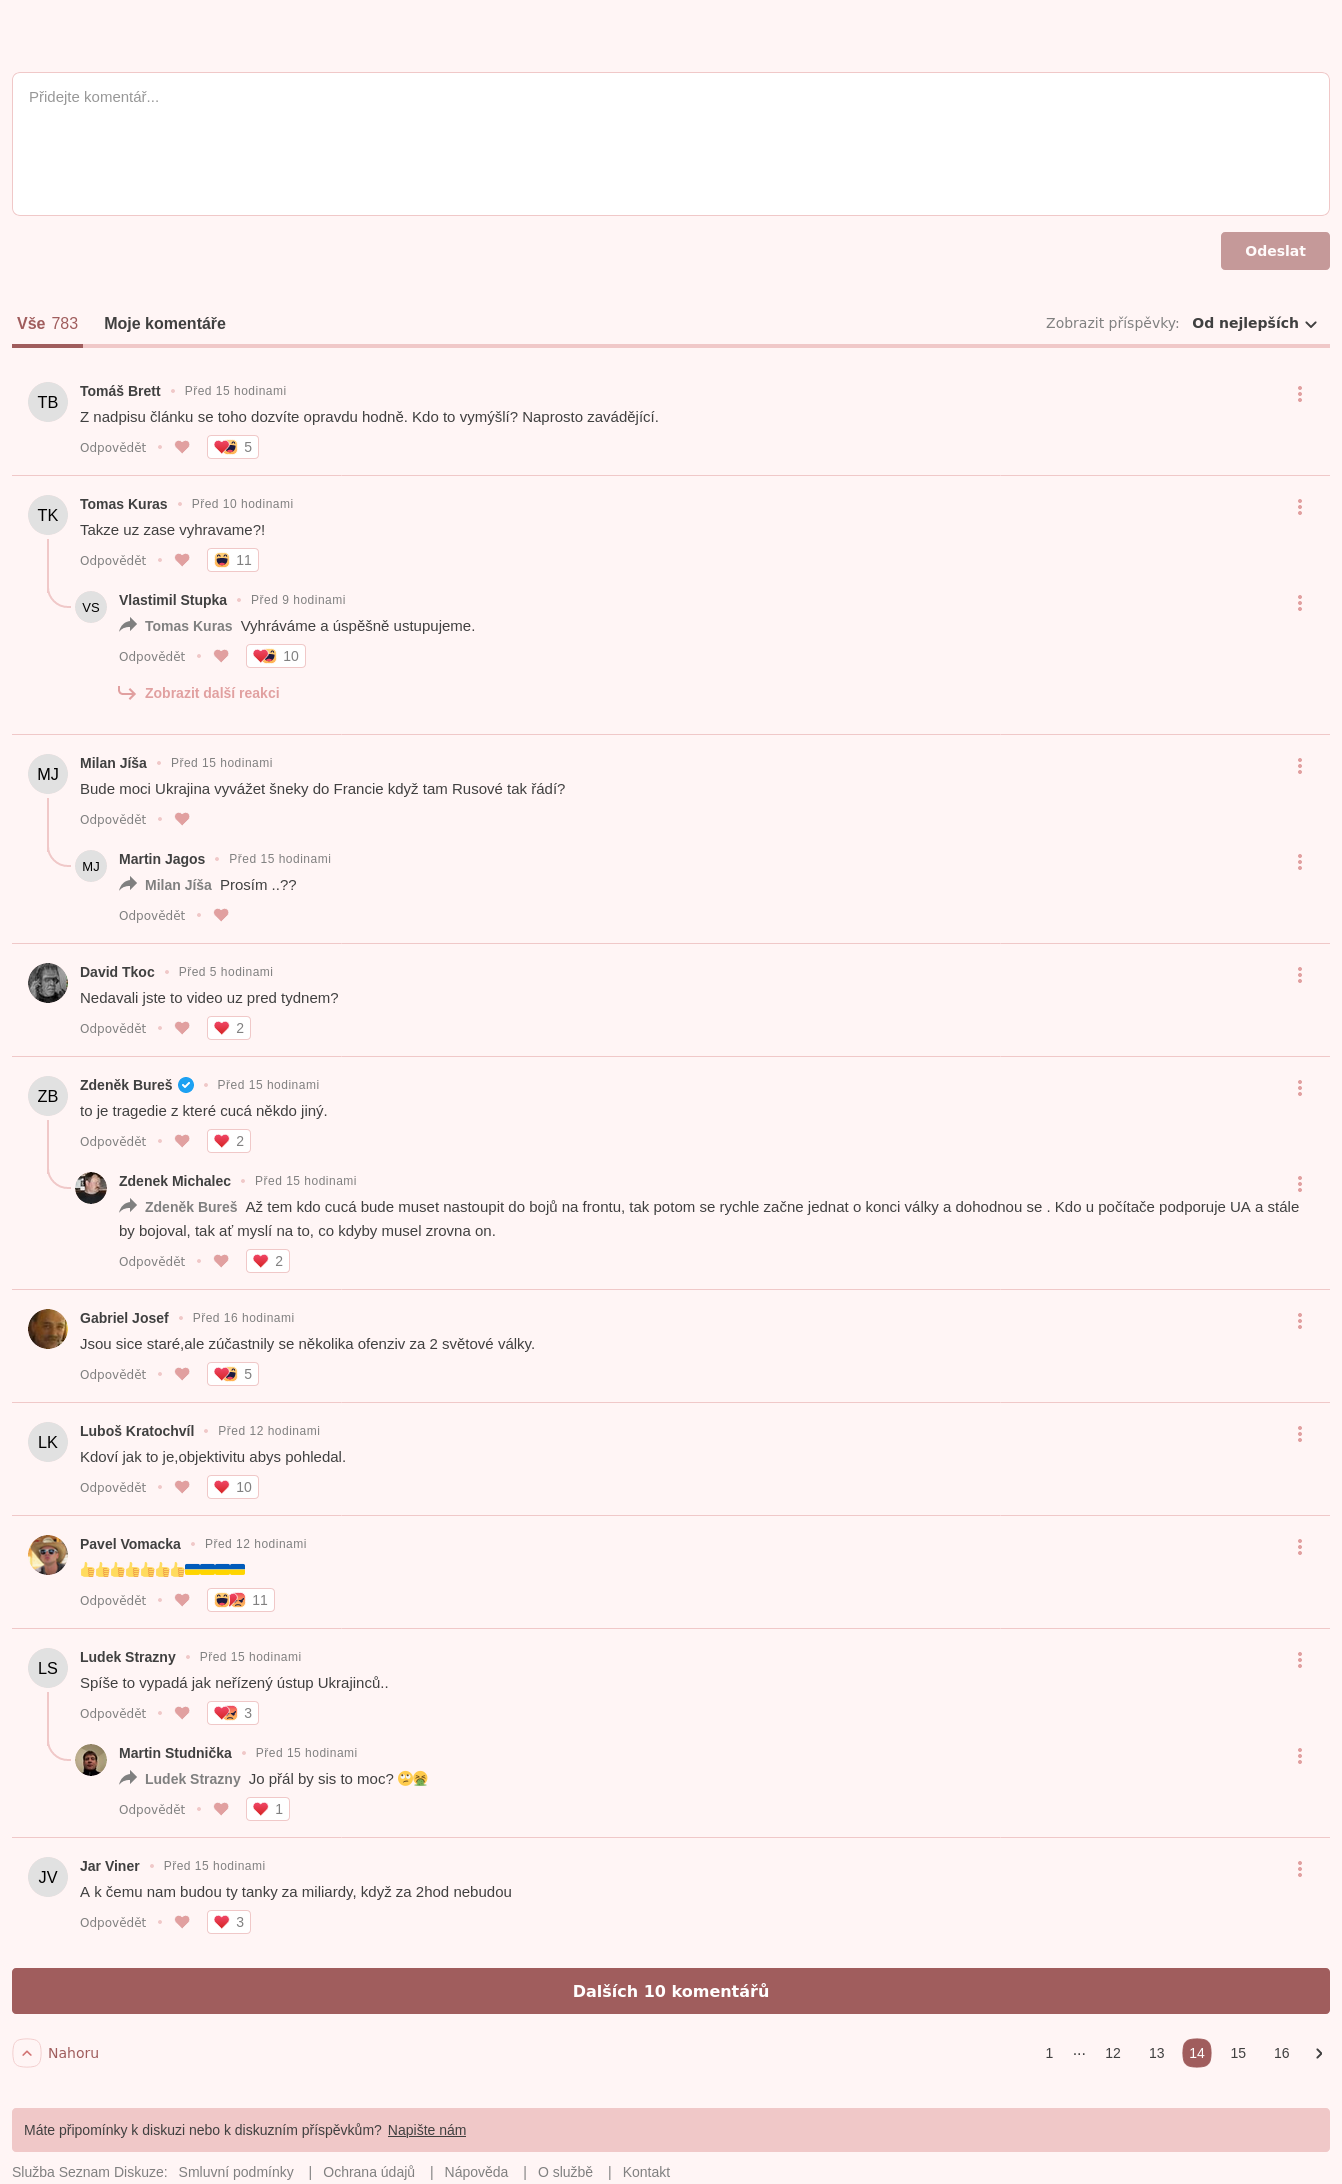 Přidejte komentář...
Odeslat
Vše 783 Moje komentáře Zobrazit příspěvky: Od nejlepších
TB Tomáš Brett • Před 15 hodinami
Z nadpisu článku se toho dozvíte opravdu hodně. Kdo to vymýšlí? Naprosto zavádějící.
Odpovědět • 5
TK Tomas Kuras • Před 10 hodinami
Takze uz zase vyhravame?!
Odpovědět • 11
VS Vlastimil Stupka • Před 9 hodinami
Tomas Kuras Vyhráváme a úspěšně ustupujeme.
Odpovědět • 10
Zobrazit další reakci
MJ Milan Jíša • Před 15 hodinami
Bude moci Ukrajina vyvážet šneky do Francie když tam Rusové tak řádí?
Odpovědět •
MJ Martin Jagos • Před 15 hodinami
Milan Jíša Prosím ..??
Odpovědět •
David Tkoc • Před 5 hodinami
Nedavali jste to video uz pred tydnem?
Odpovědět • 2
ZB Zdeněk Bureš • Před 15 hodinami
to je tragedie z které cucá někdo jiný.
Odpovědět • 2
Zdenek Michalec • Před 15 hodinami
Zdeněk Bureš Až tem kdo cucá bude muset nastoupit do bojů na frontu, tak potom se rychle začne jednat o konci války a dohodnou se . Kdo u počítače podporuje UA a stále
by bojoval, tak ať myslí na to, co kdyby musel zrovna on.
Odpovědět • 2
Gabriel Josef • Před 16 hodinami
Jsou sice staré,ale zúčastnily se několika ofenziv za 2 světové války.
Odpovědět • 5
LK Luboš Kratochvíl • Před 12 hodinami
Kdoví jak to je,objektivitu abys pohledal.
Odpovědět • 10
Pavel Vomacka • Před 12 hodinami
👍👍👍👍👍👍👍🇺🇦🇺🇦🇺🇦🇺🇦
Odpovědět • 11
LS Ludek Strazny • Před 15 hodinami
Spíše to vypadá jak neřízený ústup Ukrajinců..
Odpovědět • 3
Martin Studnička • Před 15 hodinami
Ludek Strazny Jo přál by sis to moc? 🙄🤮
Odpovědět • 1
JV Jar Viner • Před 15 hodinami
A k čemu nam budou ty tanky za miliardy, když za 2hod nebudou
Odpovědět • 3
Dalších 10 komentářů
Nahoru 1 ... 12 13 14 15 16
Máte připomínky k diskuzi nebo k diskuzním příspěvkům? Napište nám
Služba Seznam Diskuze: Smluvní podmínky | Ochrana údajů | Nápověda | O službě | Kontakt